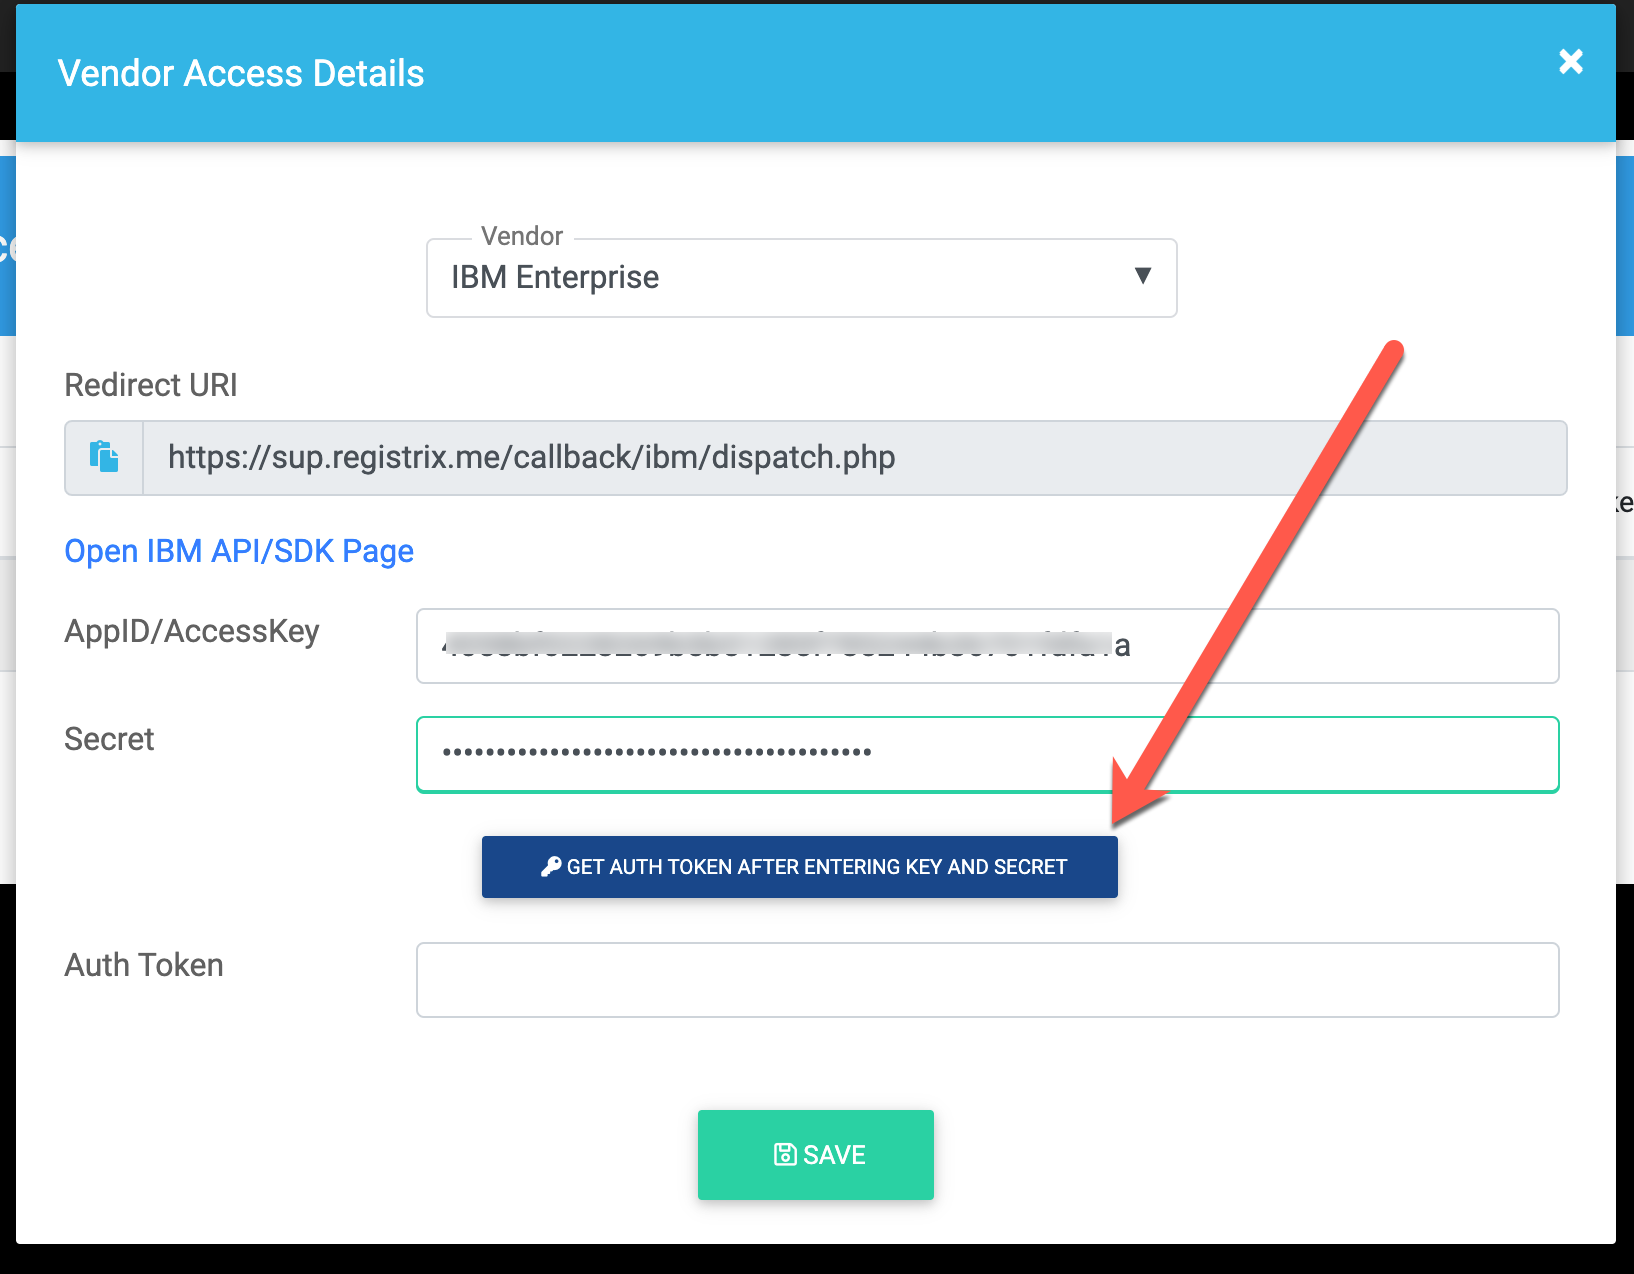 Vendor Access Details
Vendor
IBM Enterprise
Redirect URI
https://sup.registrix.me/callback/ibm/dispatch.php
Open IBM API/SDK Page
AppID/AccessKey
Secret
GET AUTH TOKEN AFTER ENTERING KEY AND SECRET
Auth Token
SAVE